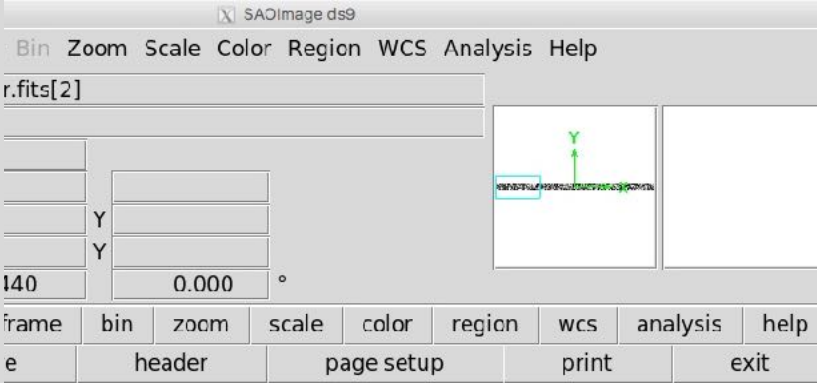 SAOImage ds9
Bin Zoom Scale Color Region WCS Analysis Help
r.fits[2]
Y
X
Y
Y
440 0.000 °
frame bin zoom scale color region wcs analysis help
e header page setup print exit